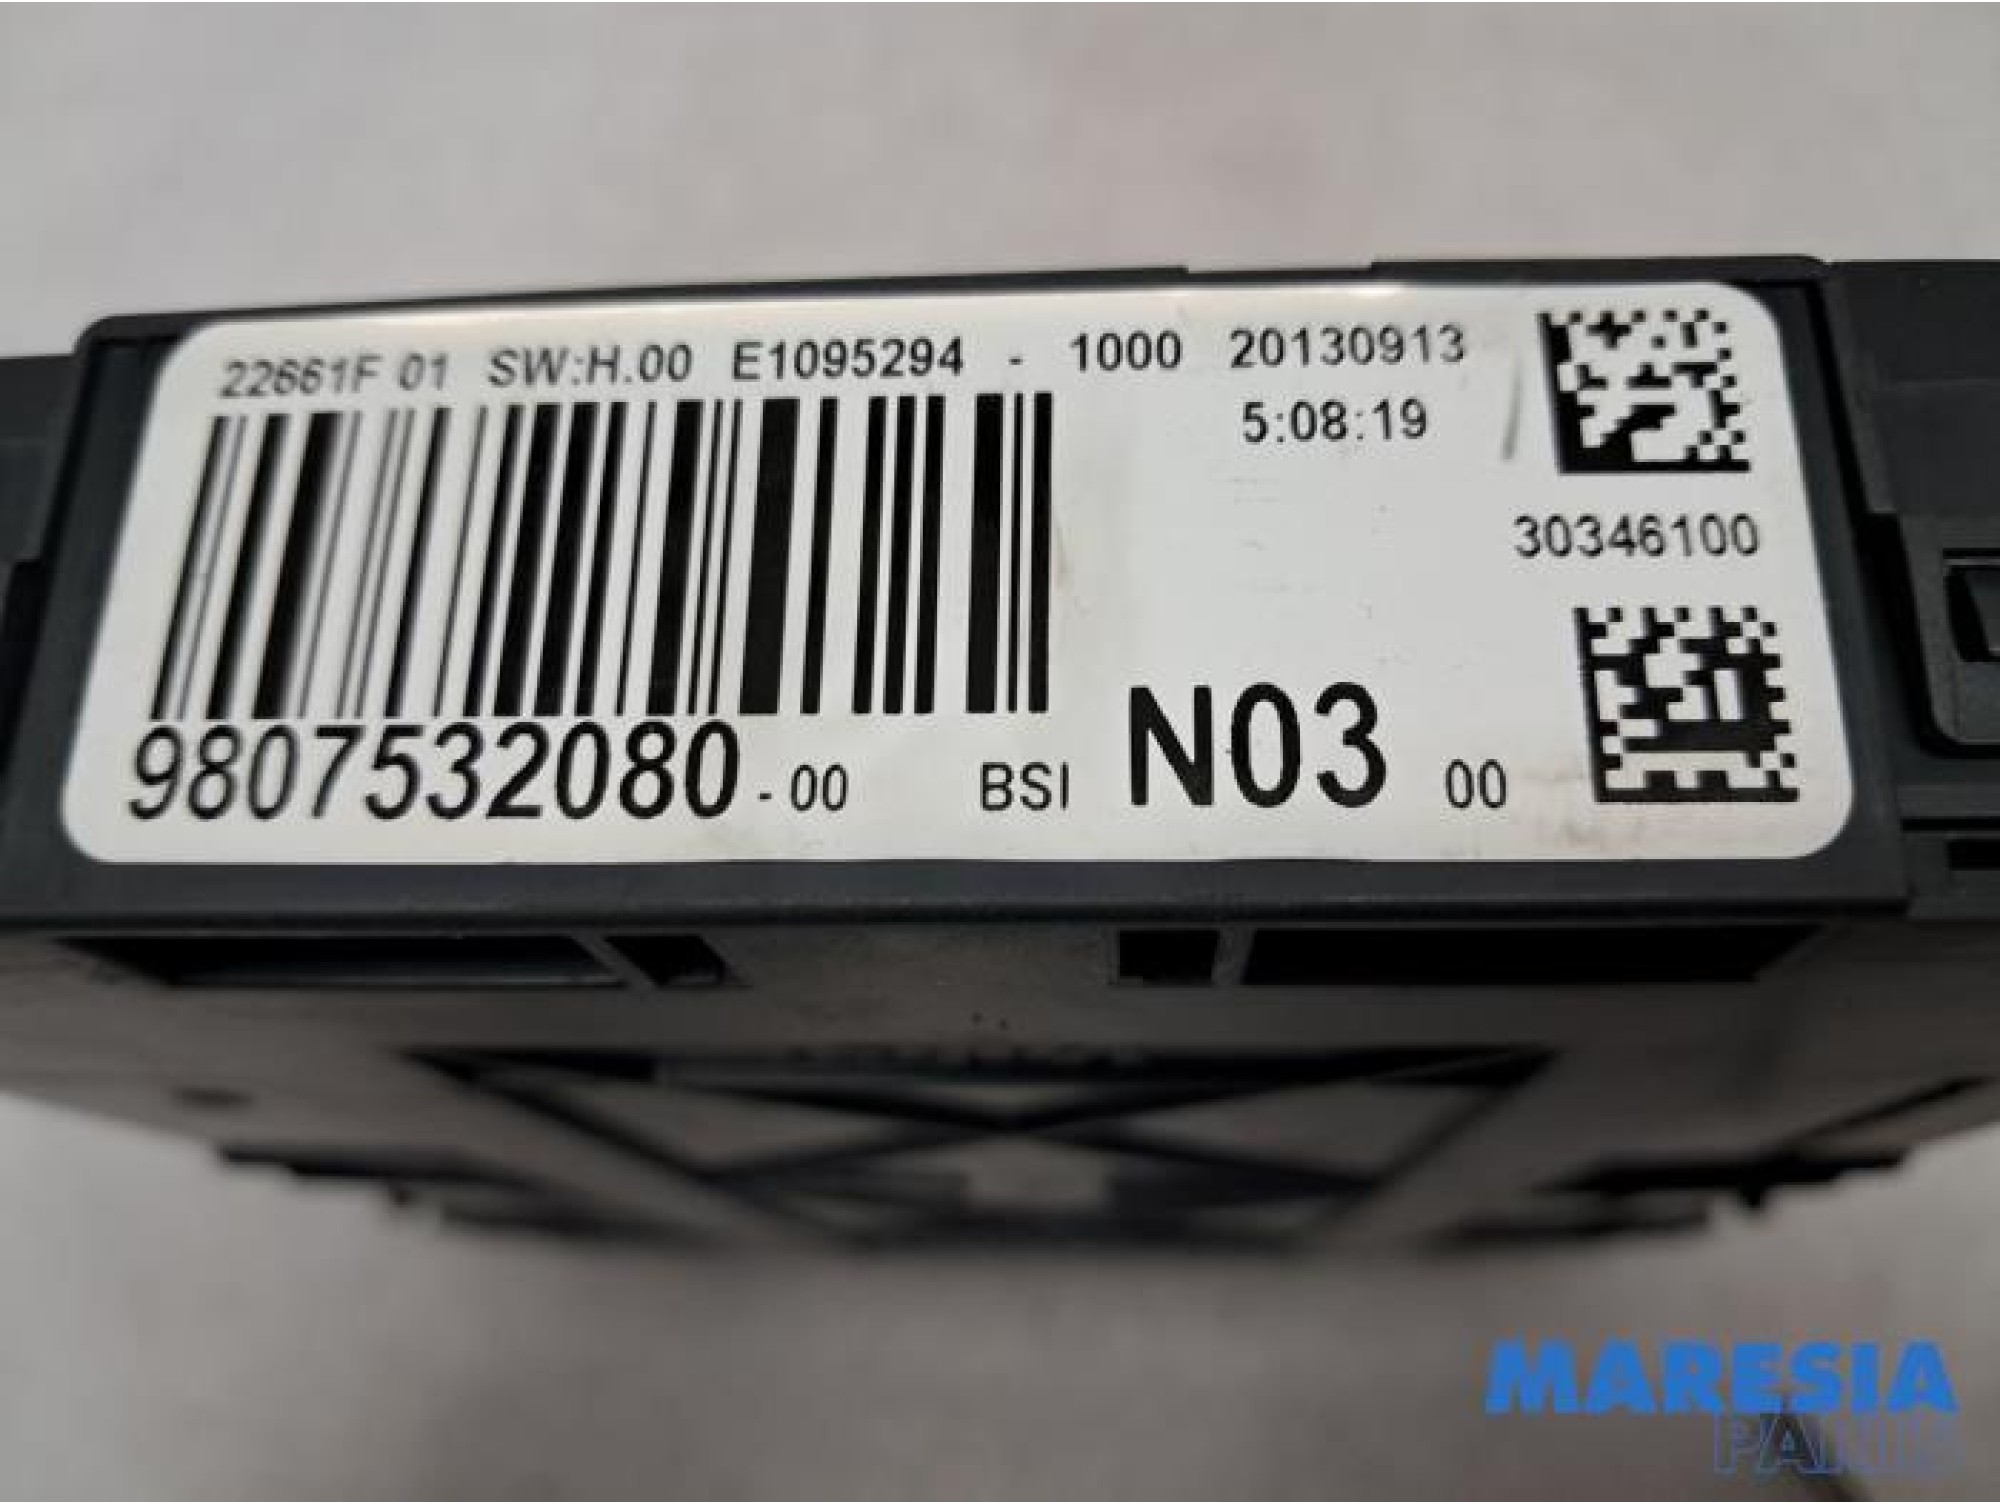 22661F 01 SW:H.00 E1095294 - 1000 20130913
5:08:19
30346100
9807532080 - 00 BSI N03 00
MARESIA
PARTS